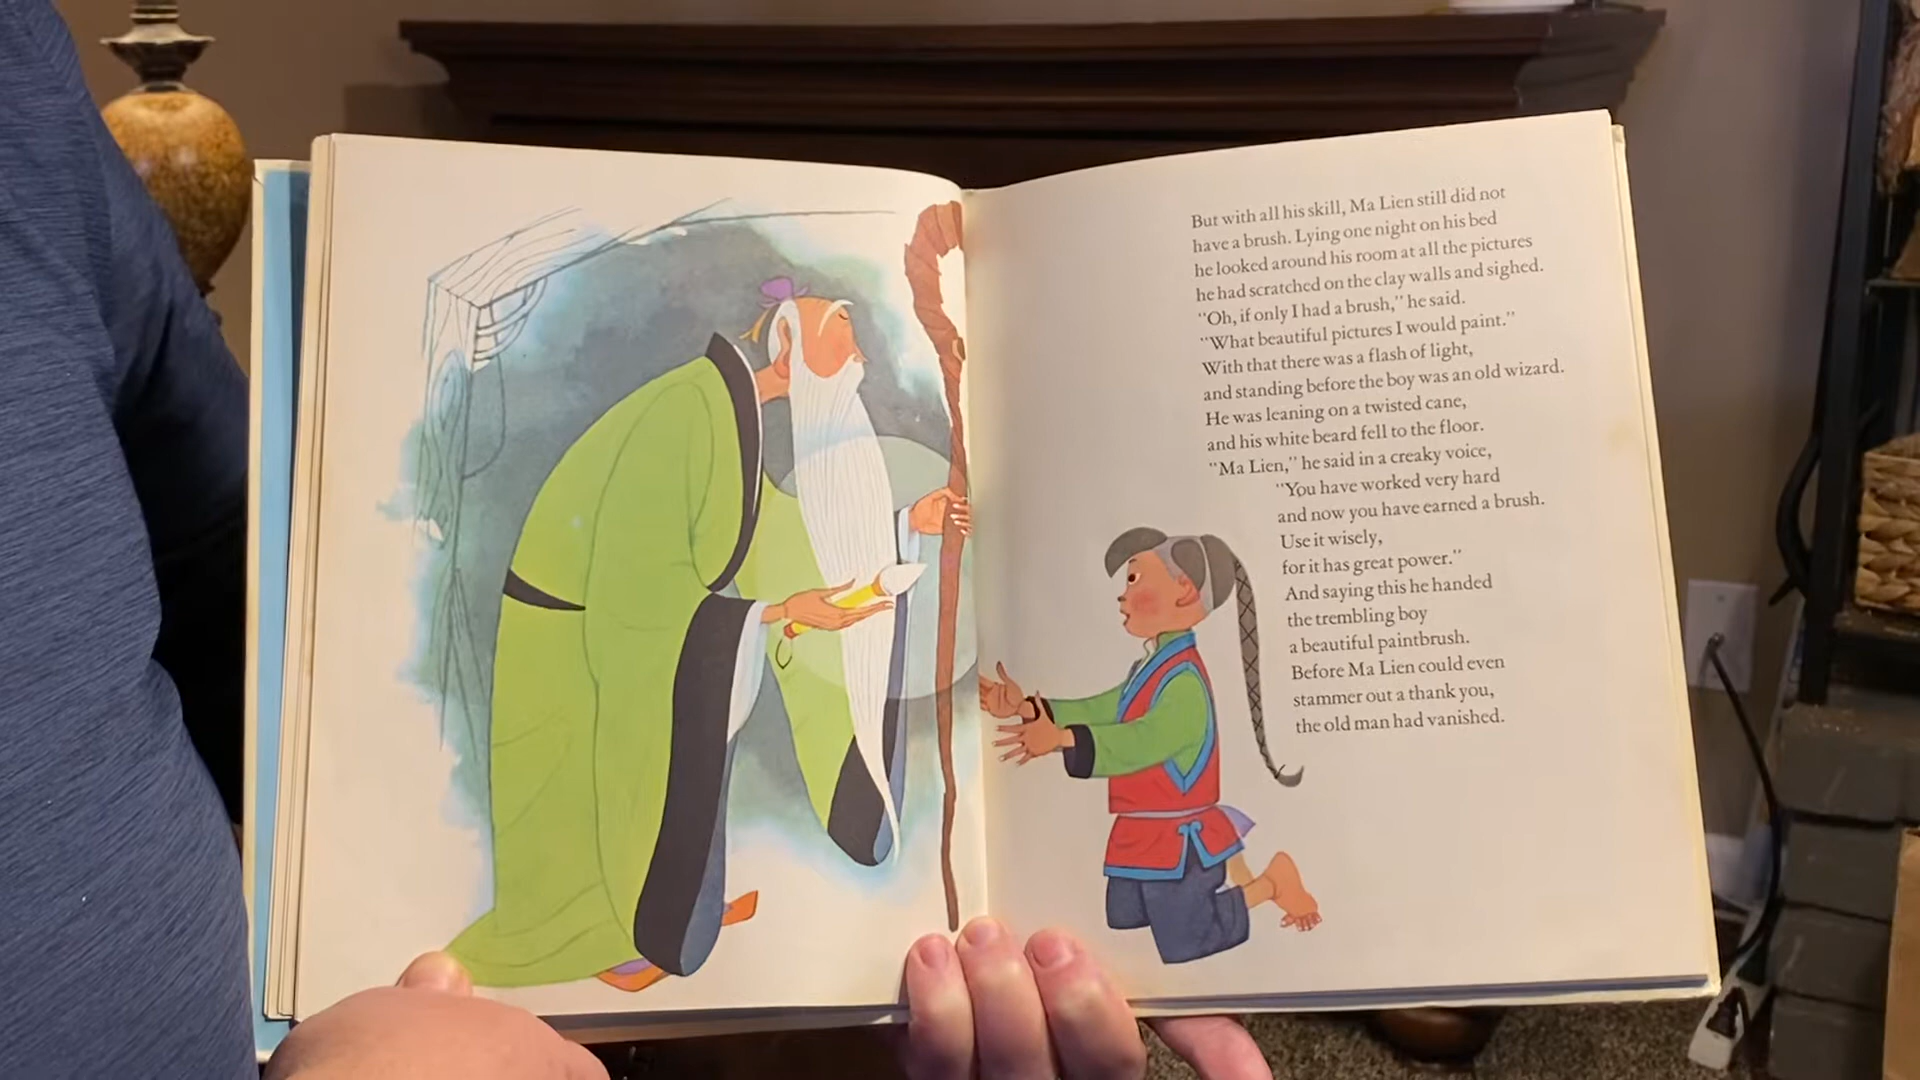 But with all his skill, Ma Lien still did not
have a brush. Lying one night on his bed
he looked around his room at all the pictures
he had scratched on the clay walls and sighed.
"Oh, if only I had a brush," he said.
"What beautiful pictures I would paint."
With that there was a flash of light,
and standing before the boy was an old wizard.
He was leaning on a twisted cane,
and his white beard fell to the floor.
"Ma Lien," he said in a creaky voice,
"You have worked very hard
and now you have earned a brush.
Use it wisely,
for it has great power."
And saying this he handed
the trembling boy
a beautiful paintbrush.
Before Ma Lien could even
stammer out a thank you,
the old man had vanished.